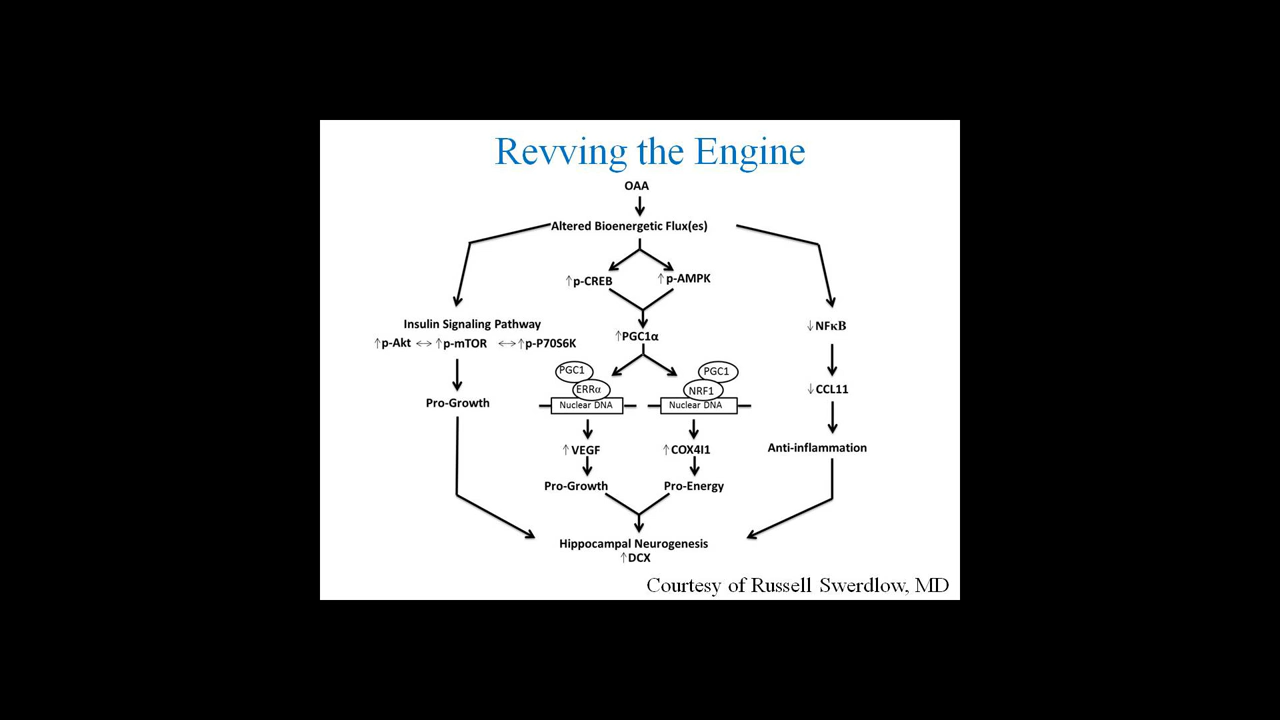 Revving the Engine
OAA
Altered Bioenergetic Flux(es)
↑p-CREB
↑p-AMPK
Insulin Signaling Pathway
↑p-Akt ↔ ↑p-mTOR ↔ ↑p-P70S6K
Pro-Growth
↑PGC1α
PGC1
ERRα
Nuclear DNA
↑VEGF
Pro-Growth
PGC1
NRF1
Nuclear DNA
↑COX4I1
Pro-Energy
↓NFκB
↓CCL11
Anti-inflammation
Hippocampal Neurogenesis
↑DCX
Courtesy of Russell Swerdlow, MD